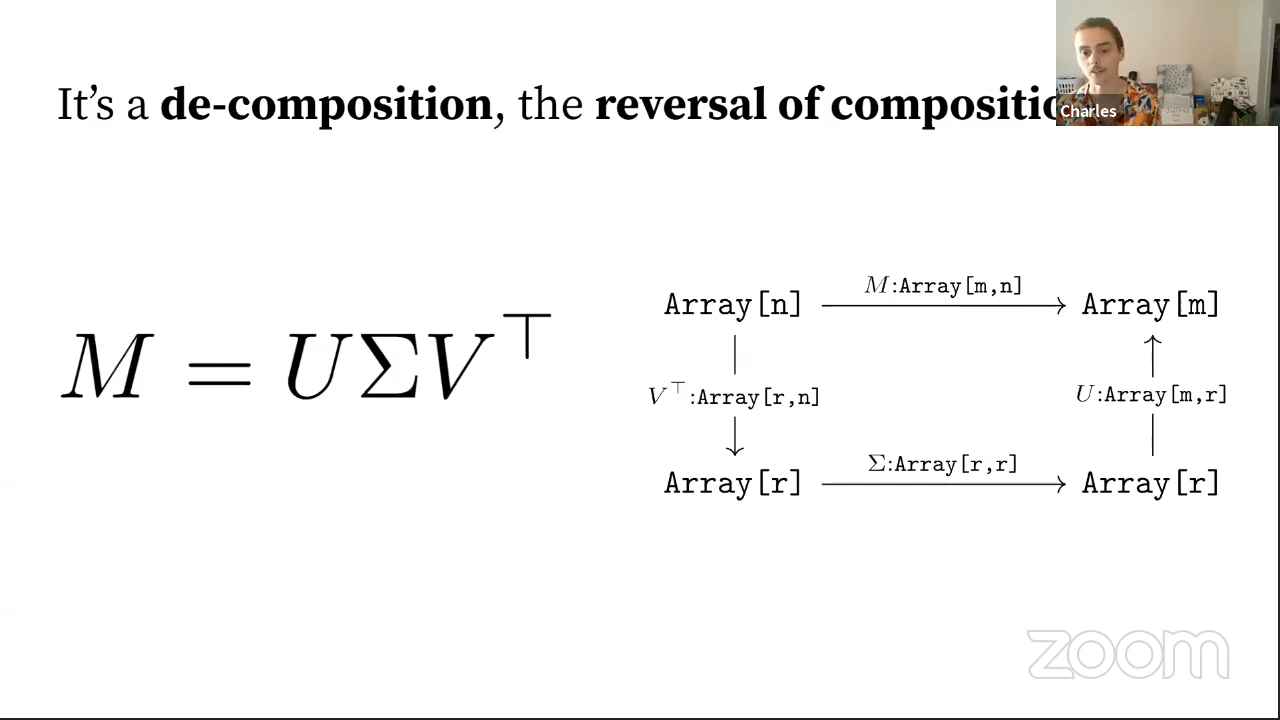 It's a de-composition, the reversal of compositio
Charles
M = UΣV⊤
Array[n]
M:Array[m,n]
Array[m]
V⊤:Array[r,n]
U:Array[m,r]
Array[r]
Σ:Array[r,r]
Array[r]
zoom